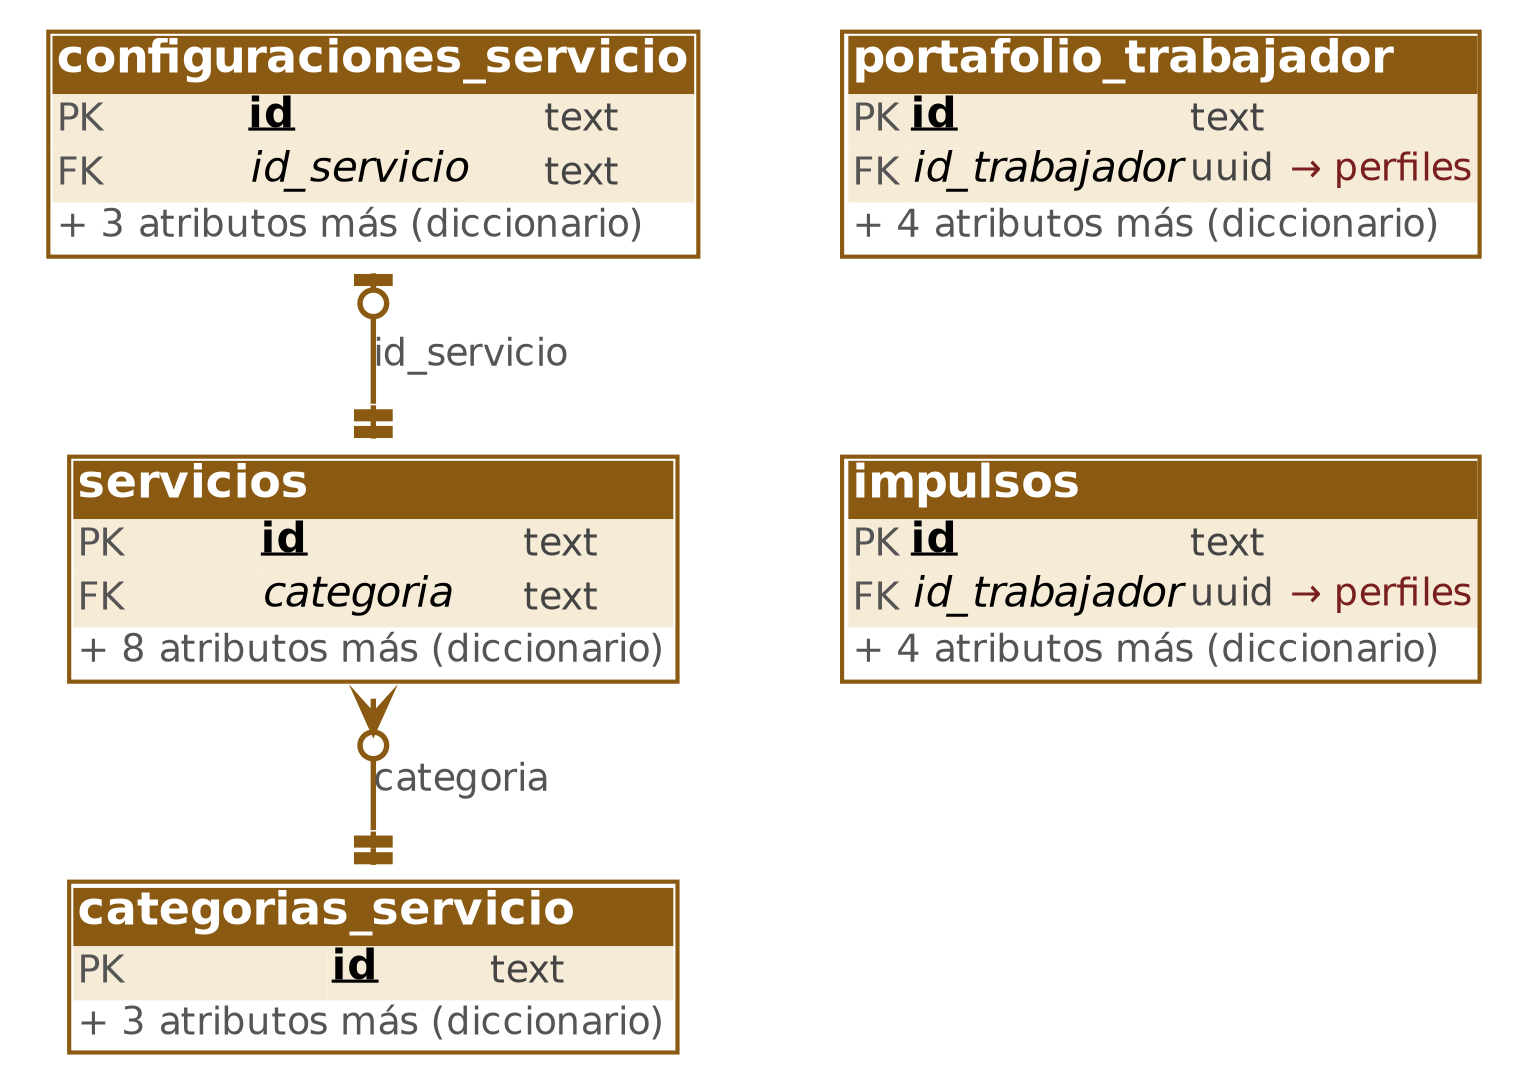 configuraciones_servicio
PK id text
FK id_servicio text
+ 3 atributos más (diccionario)
id_servicio
servicios
PK id text
FK categoria text
+ 8 atributos más (diccionario)
categoria
categorias_servicio
PK id text
+ 3 atributos más (diccionario)
portafolio_trabajador
PK id text
FK id_trabajador uuid → perfiles
+ 4 atributos más (diccionario)
impulsos
PK id text
FK id_trabajador uuid → perfiles
+ 4 atributos más (diccionario)